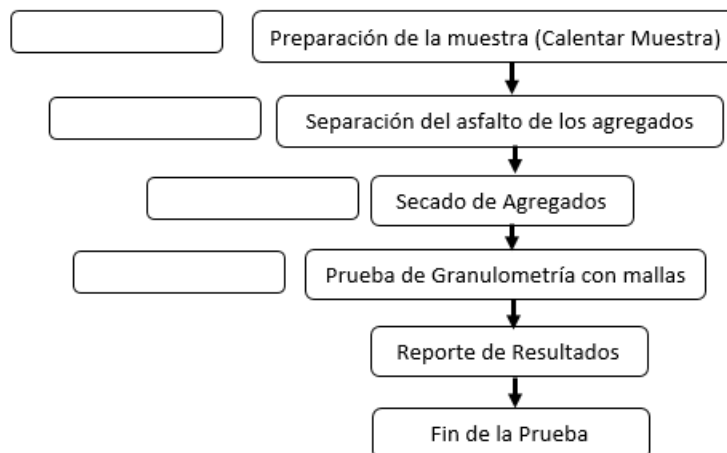 Preparación de la muestra (Calentar Muestra)
Separación del asfalto de los agregados
Secado de Agregados
Prueba de Granulometría con mallas
Reporte de Resultados
Fin de la Prueba